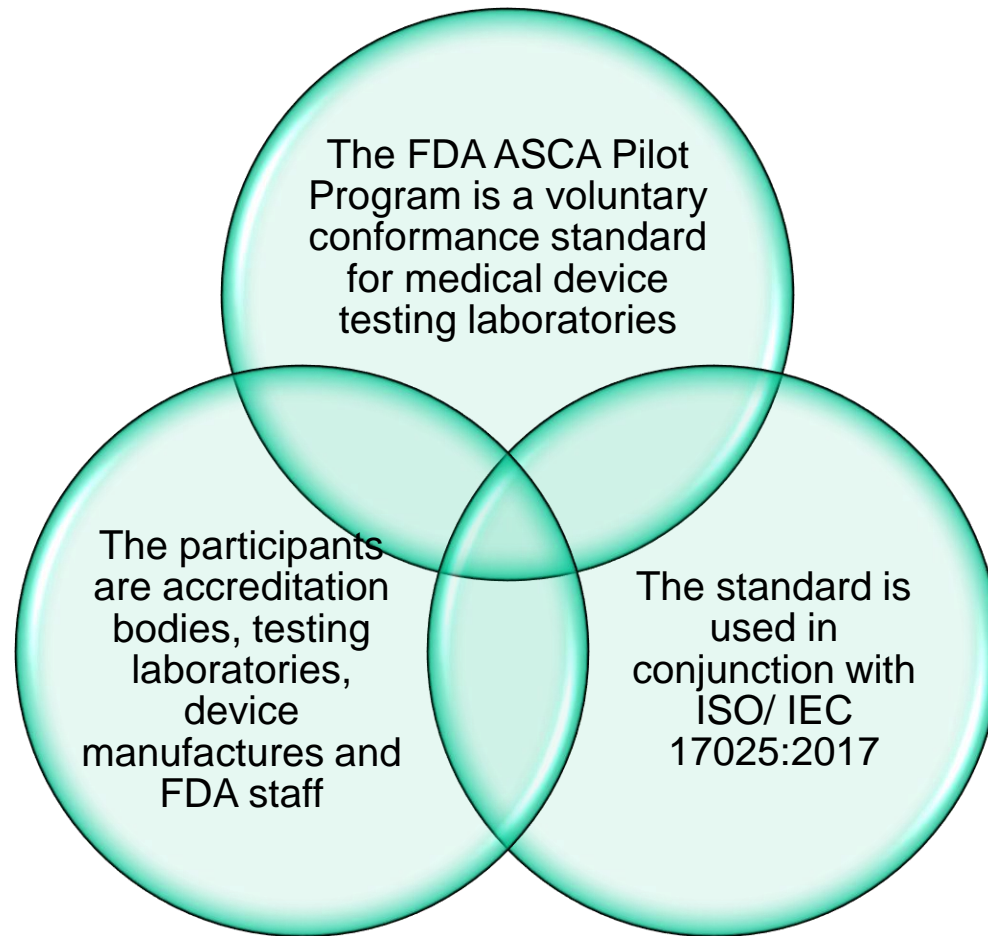 The FDA ASCA Pilot
Program is a voluntary
conformance standard
for medical device
testing laboratories
The participants
are accreditation
bodies, testing
laboratories,
device
manufactures and
FDA staff
The standard is
used in
conjunction with
ISO/ IEC
17025:2017